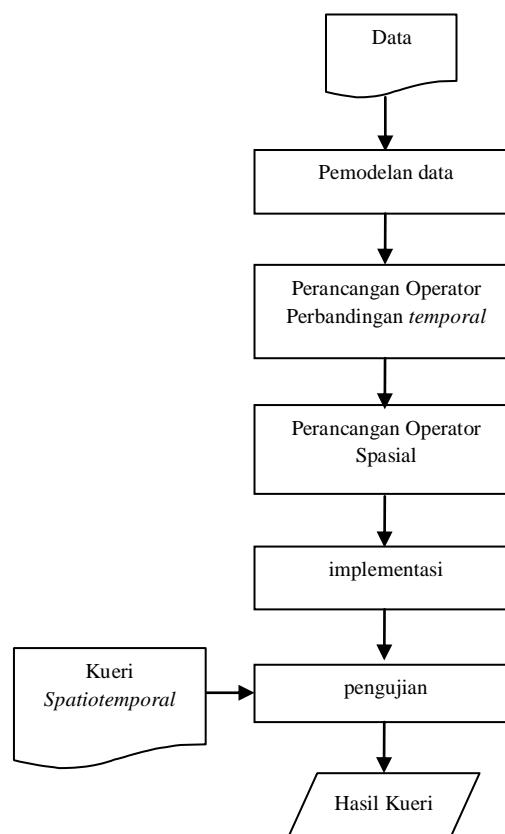 Data
Pemodelan data
Perancangan Operator
Perbandingan temporal
Perancangan Operator
Spasial
implementasi
Kueri
Spatiotemporal
pengujian
Hasil Kueri